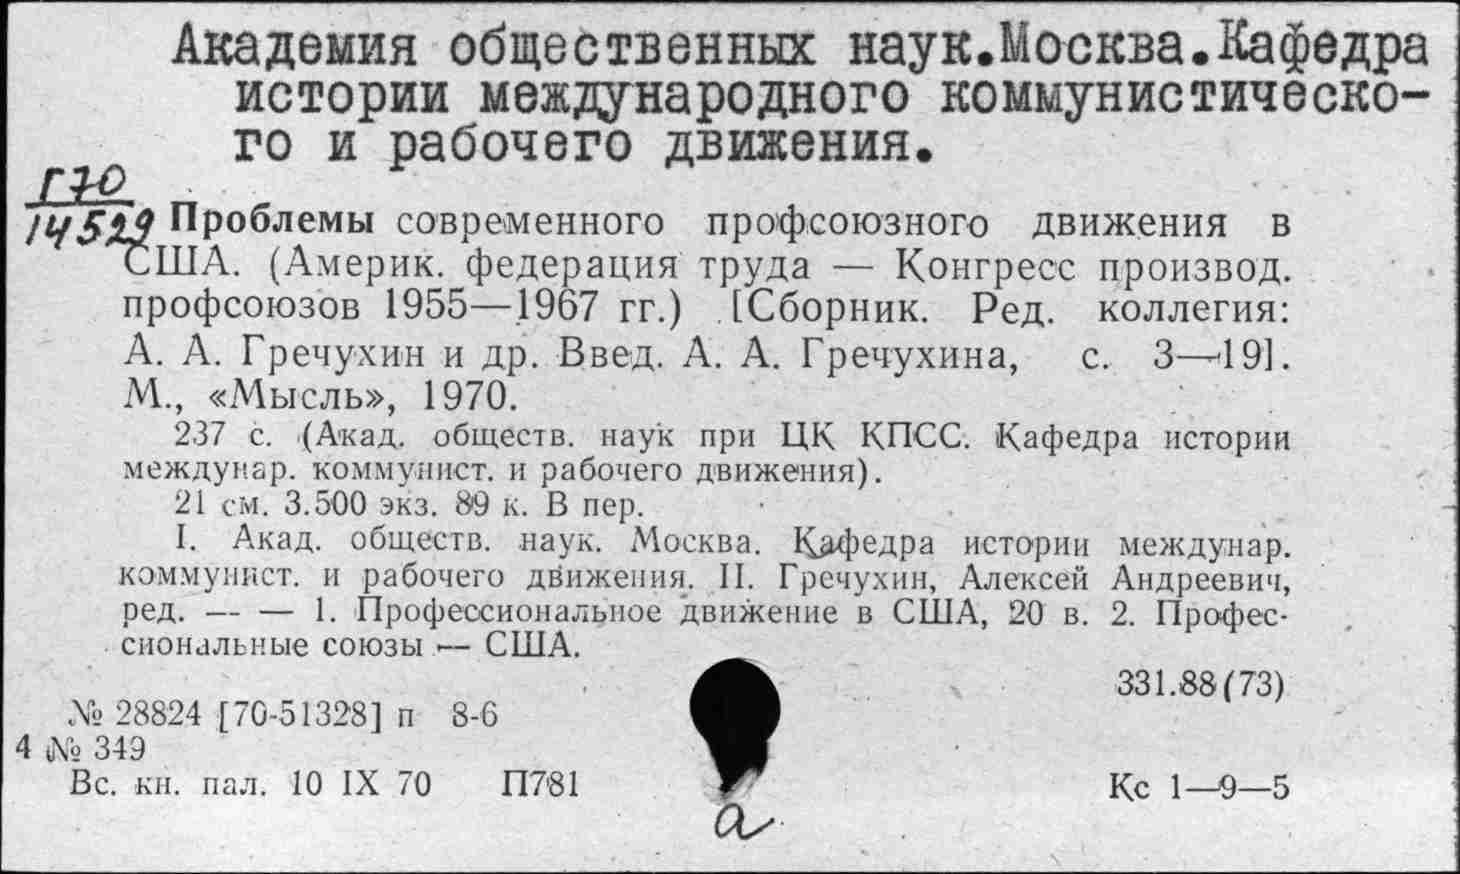 Академия общественных наук.Москва.Кафедра
истории международного коммунистическо-
го и рабочего движения.
Г70
14529
Проблемы современного профсоюзного движения в
США. (Америк. федерация труда — Конгресс производ.
профсоюзов 1955—1967 гг.) [Сборник. Ред. коллегия:
А. А. Гречухин и др. Введ. А. А. Гречухина, с. 3—19].
М., «Мысль», 1970.
237 с. (Акад. обществ. наук при ЦК КПСС. Кафедра истории
междунар. коммунист. и рабочего движения).
21 см. 3.500 экз. 89 к. В пер.
I. Акад. обществ. наук. Москва. Кафедра истории междунар.
коммунист. и рабочего движения. II. Гречухин, Алексей Андреевич,
ред. — — 1. Профессиональное движение в США, 20 в. 2. Профес-
сиональные союзы — США.
331.88(73)
№ 28824 [70-51328] п 8-6
4 № 349
Вс. кн. пал. 10 IX 70 П781
Кс 1—9—5
а